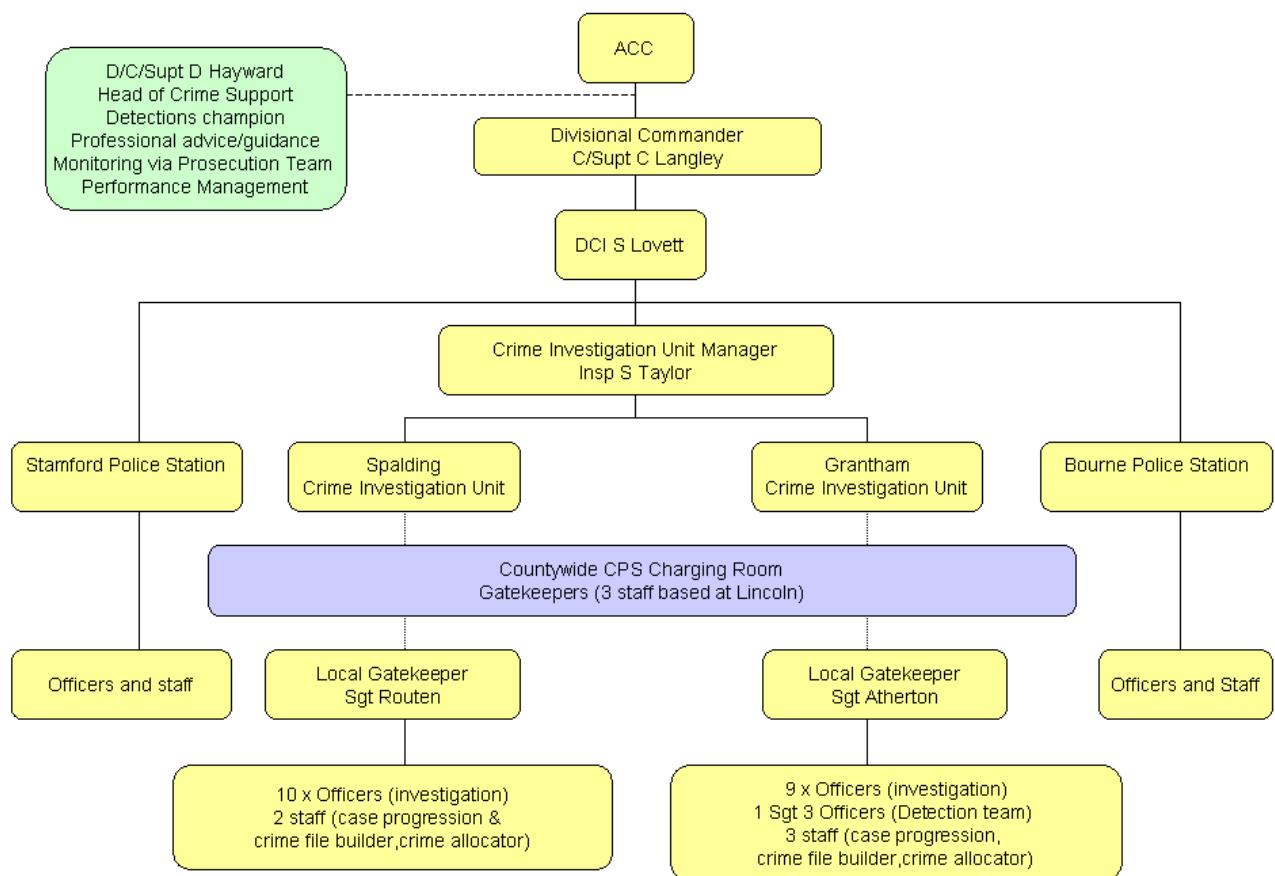 ACC
D/C/Supt D Hayward
Head of Crime Support
Detections champion
Professional advice/guidance
Monitoring via Prosecution Team
Performance Management
Divisional Commander
C/Supt C Langley
DCI S Lovett
Crime Investigation Unit Manager
Insp S Taylor
Stamford Police Station
Spalding
Crime Investigation Unit
Grantham
Crime Investigation Unit
Bourne Police Station
Countywide CPS Charging Room
Gatekeepers (3 staff based at Lincoln)
Officers and staff
Local Gatekeeper
Sgt Routen
Local Gatekeeper
Sgt Atherton
Officers and Staff
10 x Officers (investigation)
2 staff (case progression &
crime file builder,crime allocator)
9 x Officers (investigation)
1 Sgt 3 Officers (Detection team)
3 staff (case progression,
crime file builder,crime allocator)